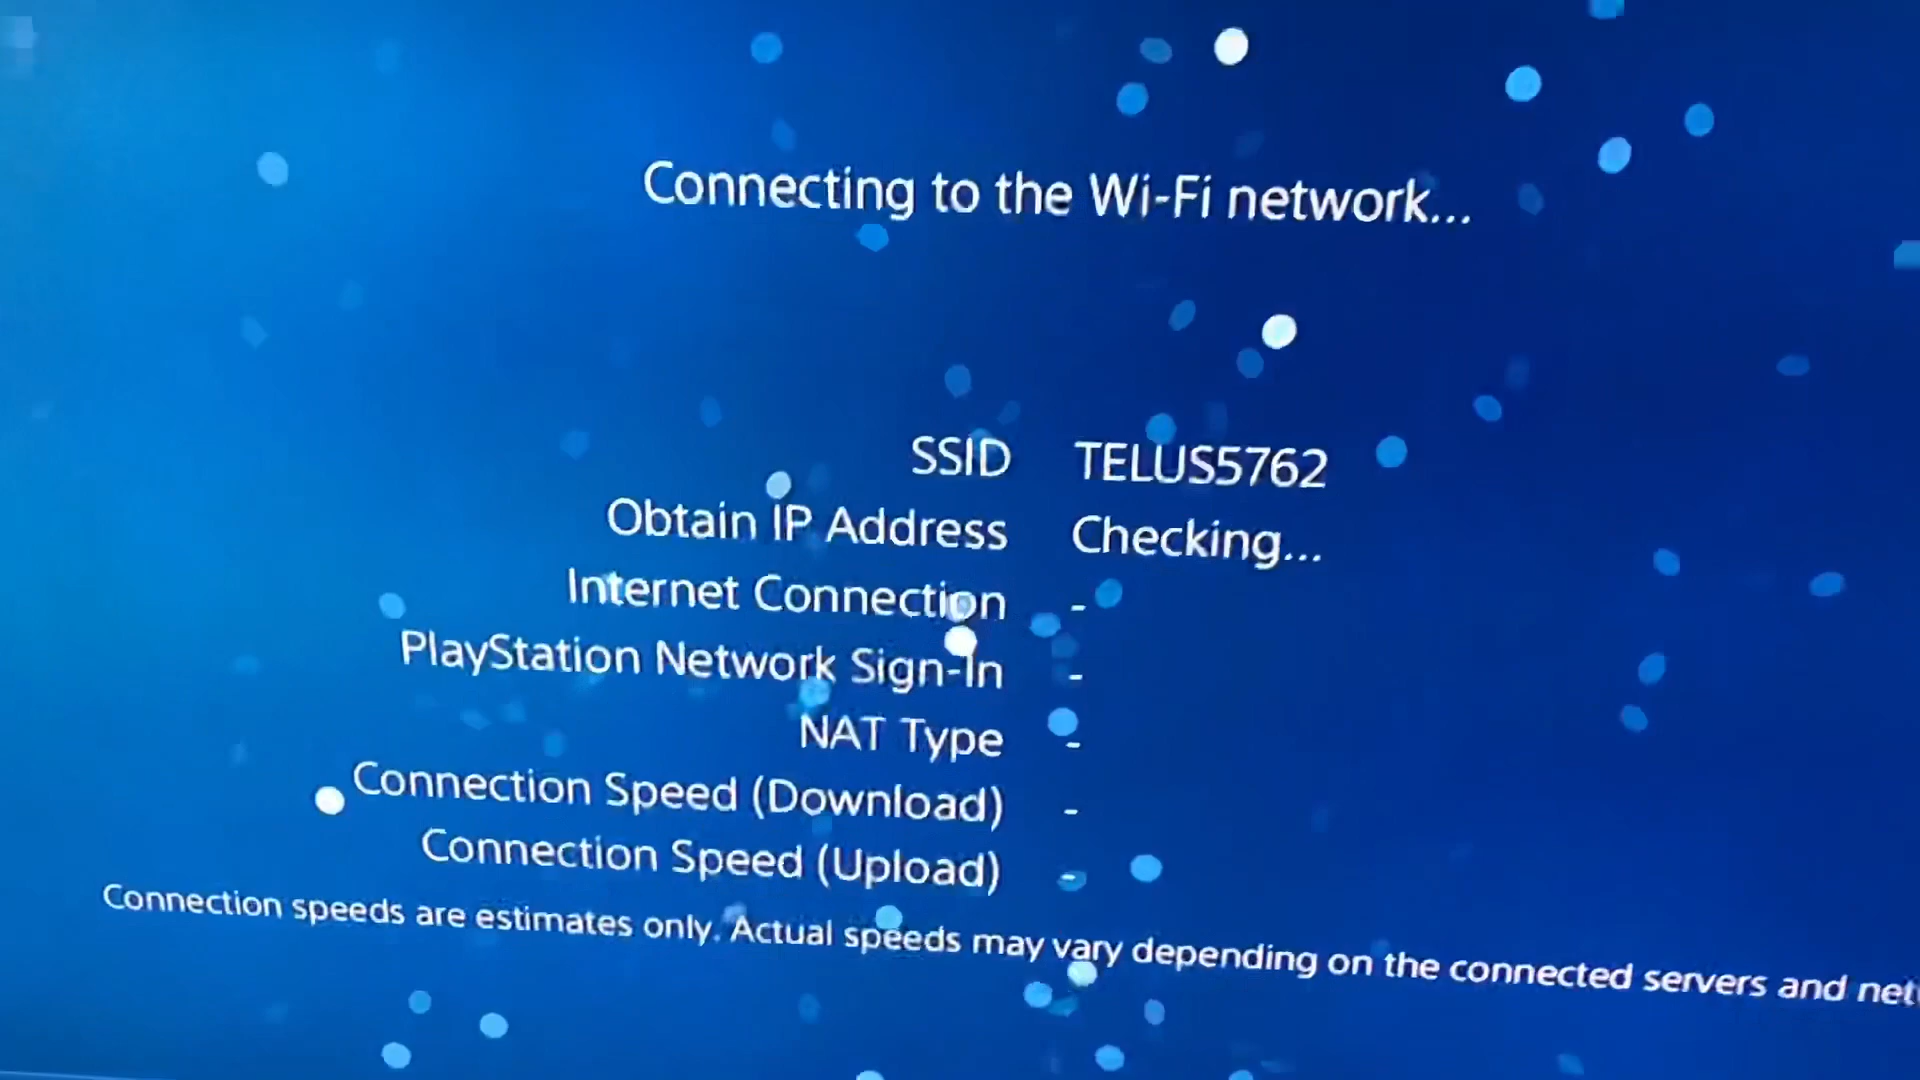 Connecting to the Wi-Fi network...
SSID TELUS5762
Obtain IP Address Checking...
Internet Connection -
PlayStation Network Sign-In -
NAT Type -
Connection Speed (Download) -
Connection Speed (Upload) -
Connection speeds are estimates only. Actual speeds may vary depending on the connected servers and